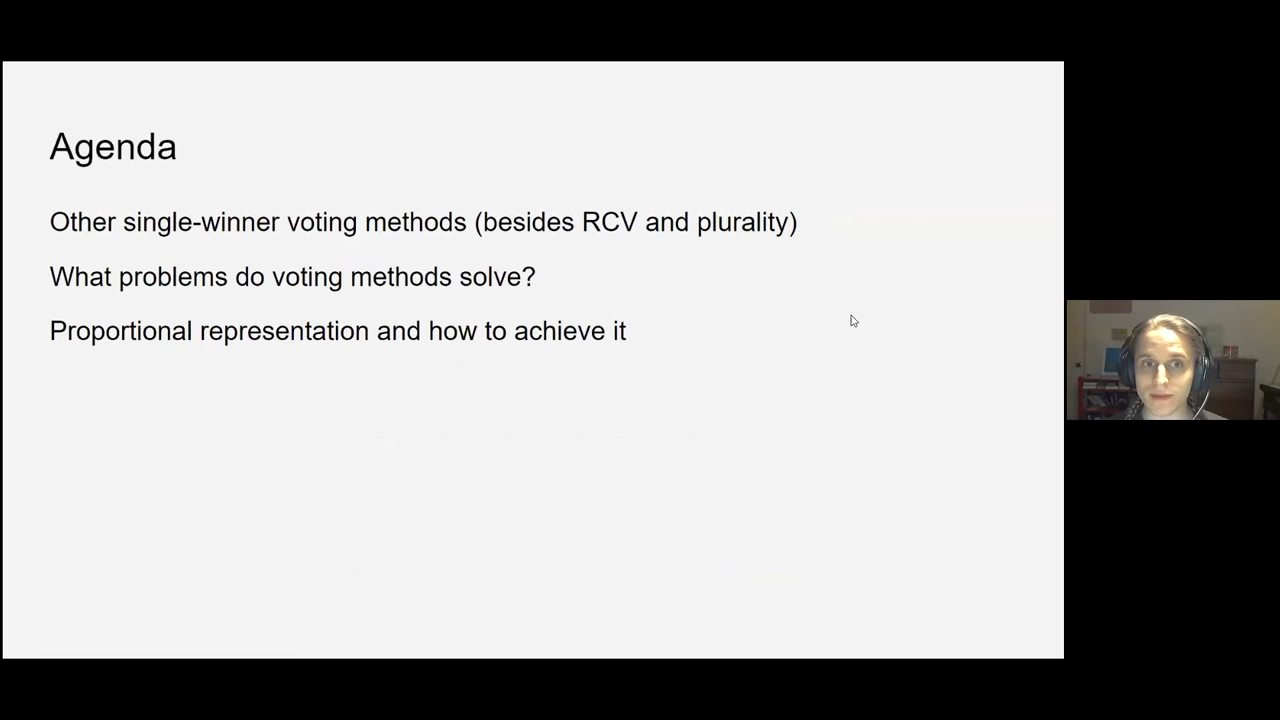 Agenda
Other single-winner voting methods (besides RCV and plurality)
What problems do voting methods solve?
Proportional representation and how to achieve it